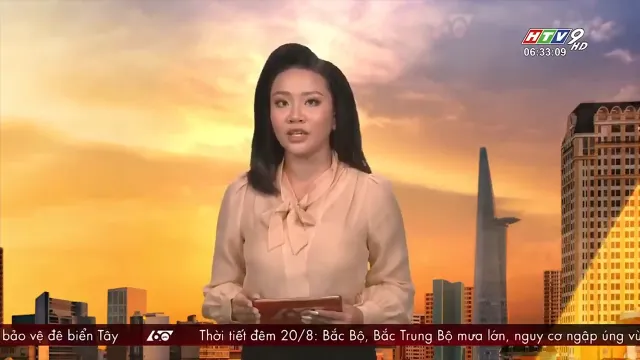 HTV9 HD
06:33:09
bảo vệ đê biển Tây 60 Thời tiết đêm 20/8: Bắc Bộ, Bắc Trung Bộ mưa lớn, nguy cơ ngập úng v